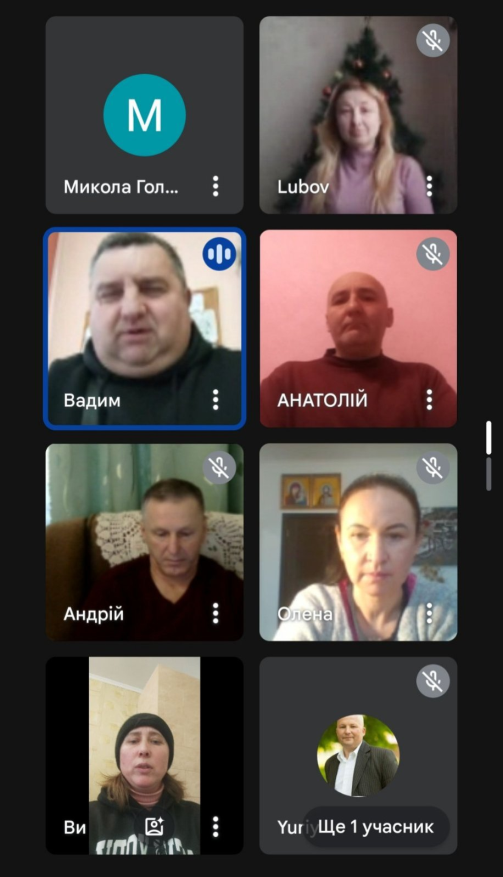 М
Микола Гол...
Lubov
Вадим
АНАТОЛІЙ
Андрій
Олена
Ви
Yuriy
Ще 1 учасник